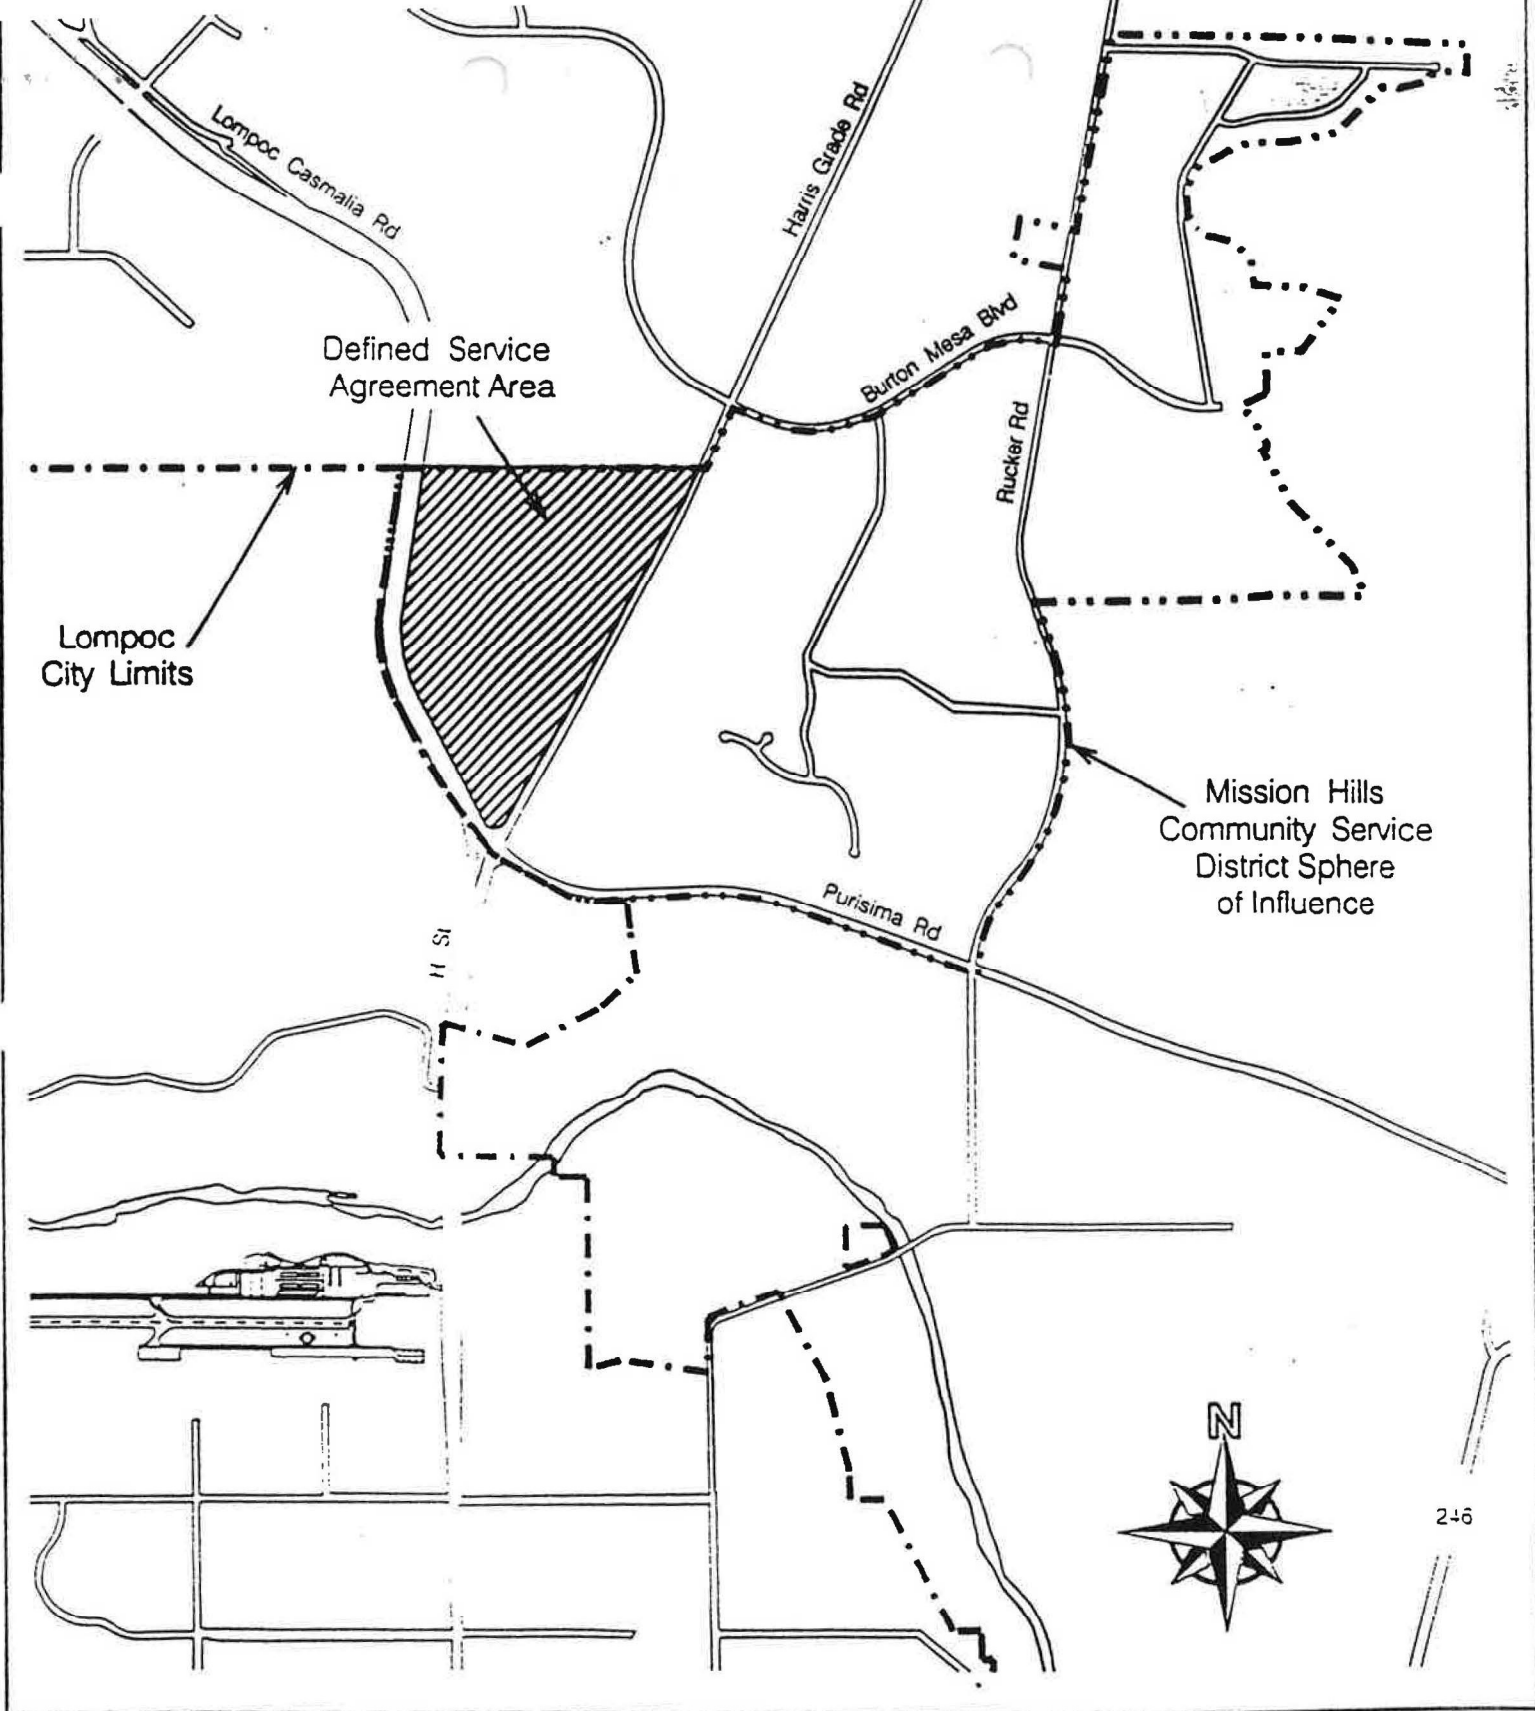 Lompoc Casmalia Rd
Harris Grade Rd
Defined Service
Agreement Area
Burton Mesa Blvd
Rucker Rd
Lompoc
City Limits
Mission Hills
Community Service
District Sphere
of Influence
Purisima Rd
H St
N
246